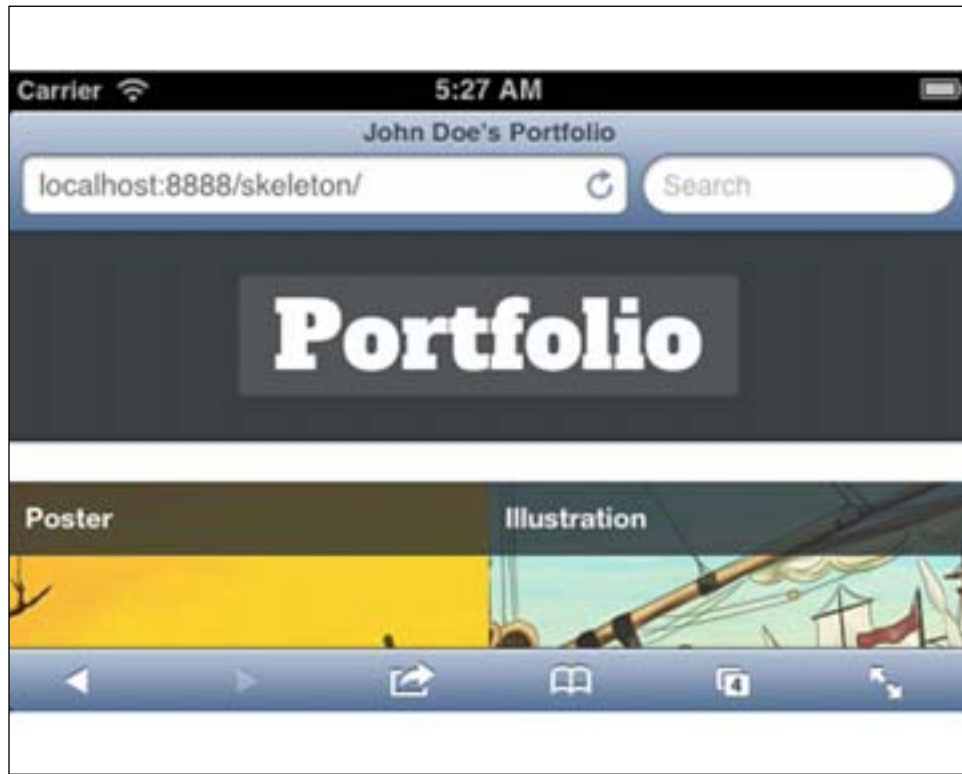 Carrier 5:27 AM
John Doe's Portfolio
localhost:8888/skeleton/ Search
Portfolio
Poster Illustration
4